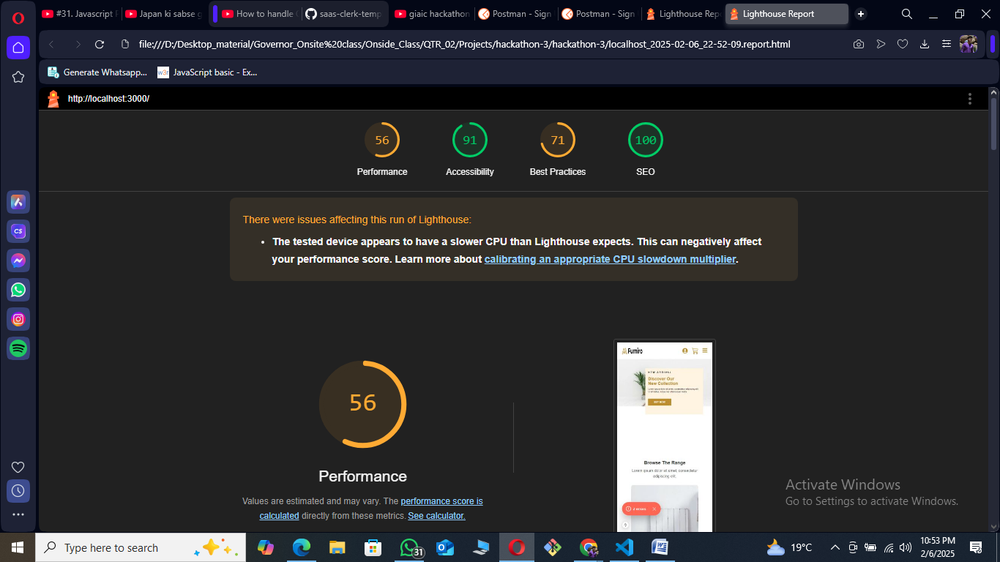 #31. Javascript F
Japan ki sabse g
How to handle
saas-clerk-temp
giaic hackathon
Postman - Sign
Postman - Sign
Lighthouse Repo
Lighthouse Report
file:///D:/Desktop_material/Governor_Onsite%20class/Onside_Class/QTR_02/Projects/hackathon-3/hackathon-3/localhost_2025-02-06_22-52-09.report.html
Generate Whatsapp...
w3r
JavaScript basic - Ex...
CS
http://localhost:3000/
56
91
71
100
Performance
Accessibility
Best Practices
SEO
There were issues affecting this run of Lighthouse:
• The tested device appears to have a slower CPU than Lighthouse expects. This can negatively affect
your performance score. Learn more about calibrating an appropriate CPU slowdown multiplier.
56
Performance
Values are estimated and may vary. The performance score is
calculated directly from these metrics. See calculator.
Furniro
NEW ARRIVAL
Discover Our
New Collection
BUY NOW
Browse The Range
Lorem ipsum dolor sit amet, consectetur
adipiscing elit.
Activate Windows
Go to Settings to activate Windows.
Type here to search
31
19°C
10:53 PM
2/6/2025